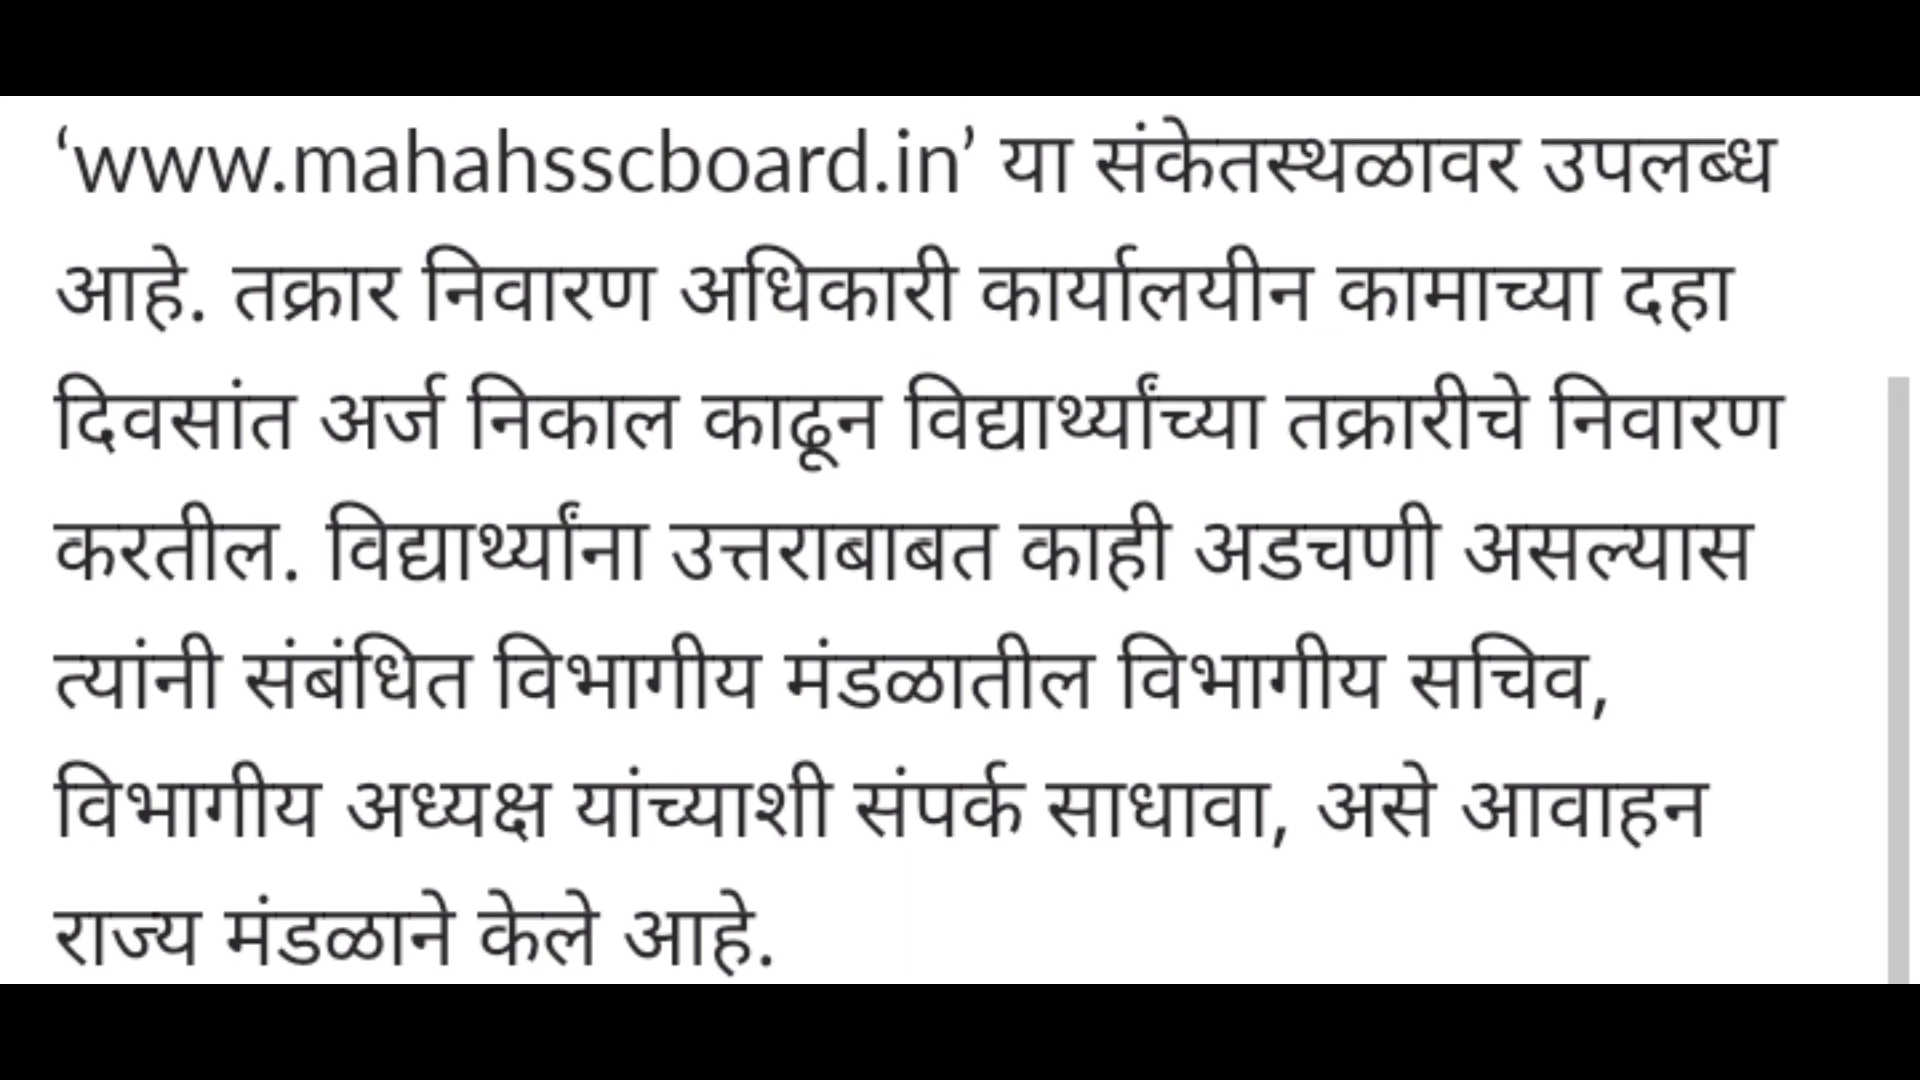 ‘www.mahahsscboard.in’ या संकेतस्थळावर उपलब्ध
आहे. तक्रार निवारण अधिकारी कार्यालयीन कामाच्या दहा
दिवसांत अर्ज निकाल काढून विद्यार्थ्यांच्या तक्रारीचे निवारण
करतील. विद्यार्थ्यांना उत्तराबाबत काही अडचणी असल्यास
त्यांनी संबंधित विभागीय मंडळातील विभागीय सचिव,
विभागीय अध्यक्ष यांच्याशी संपर्क साधावा, असे आवाहन
राज्य मंडळाने केले आहे.